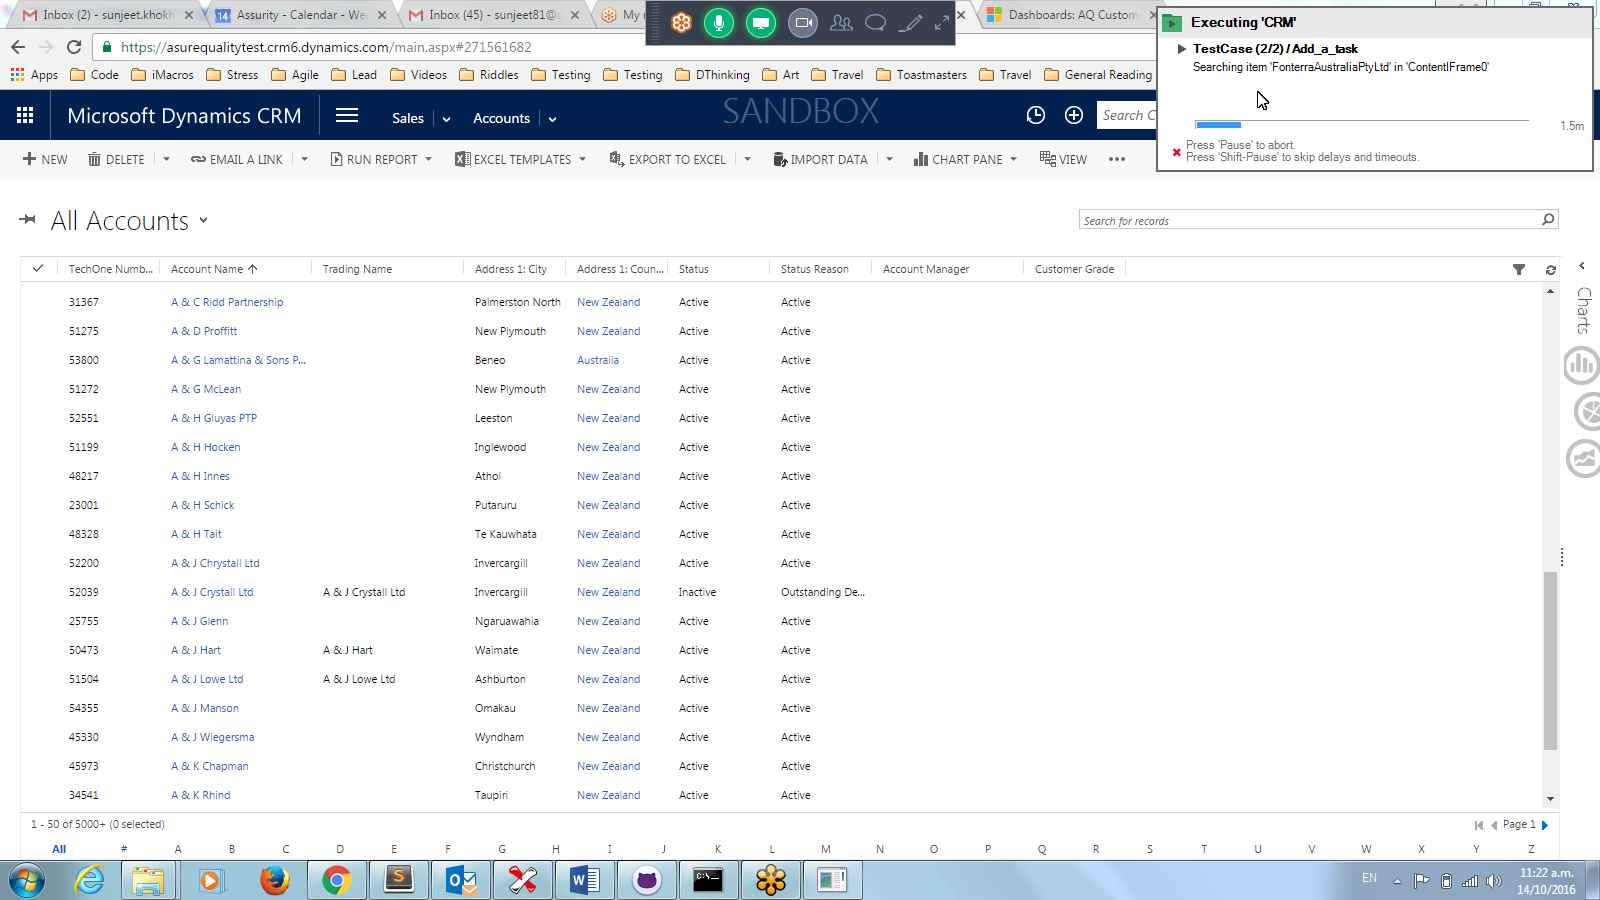 Inbox (2) - sunjeet.khokh
Assurity - Calendar - We
Inbox (45) - sunjeet81@
My
Dashboards: AQ Custom
https://asurequalitytest.crm6.dynamics.com/main.aspx#271561682
Apps
Code
iMacros
Stress
Agile
Lead
Videos
Riddles
Testing
Testing
DThinking
Art
Travel
Toastmasters
Travel
General Reading
Executing 'CRM'
TestCase (2/2) / Add_a_task
Searching item 'FonterraAustraliaPtyLtd' in 'ContentIFrame0'
1.5m
Press 'Pause' to abort.
Press 'Shift-Pause' to skip delays and timeouts.
Microsoft Dynamics CRM
Sales
Accounts
SANDBOX
Search C
NEW
DELETE
EMAIL A LINK
RUN REPORT
EXCEL TEMPLATES
EXPORT TO EXCEL
IMPORT DATA
CHART PANE
VIEW
All Accounts
Search for records
TechOne Numb... Account Name Trading Name Address 1: City Address 1: Coun... Status Status Reason Account Manager Customer Grade
31367 A & C Ridd Partnership Palmerston North New Zealand Active Active
51275 A & D Proffitt New Plymouth New Zealand Active Active
53800 A & G Lamattina & Sons P... Beneo Australia Active Active
51272 A & G McLean New Plymouth New Zealand Active Active
52551 A & H Gluyas PTP Leeston New Zealand Active Active
51199 A & H Hocken Inglewood New Zealand Active Active
48217 A & H Innes Athol New Zealand Active Active
23001 A & H Schick Putaruru New Zealand Active Active
48328 A & H Tait Te Kauwhata New Zealand Active Active
52200 A & J Chrystall Ltd Invercargill New Zealand Active Active
52039 A & J Crystall Ltd A & J Crystall Ltd Invercargill New Zealand Inactive Outstanding De...
25755 A & J Glenn Ngaruawahia New Zealand Active Active
50473 A & J Hart A & J Hart Waimate New Zealand Active Active
51504 A & J Lowe Ltd A & J Lowe Ltd Ashburton New Zealand Active Active
54355 A & J Manson Omakau New Zealand Active Active
45330 A & J Wiegersma Wyndham New Zealand Active Active
45973 A & K Chapman Christchurch New Zealand Active Active
34541 A & K Rhind Taupiri New Zealand Active Active
Charts
1 - 50 of 5000+ (0 selected)
Page 1
All # A B C D E F G H I J K L M N O P Q R S T U V W X Y Z
EN
11:22 a.m.
14/10/2016